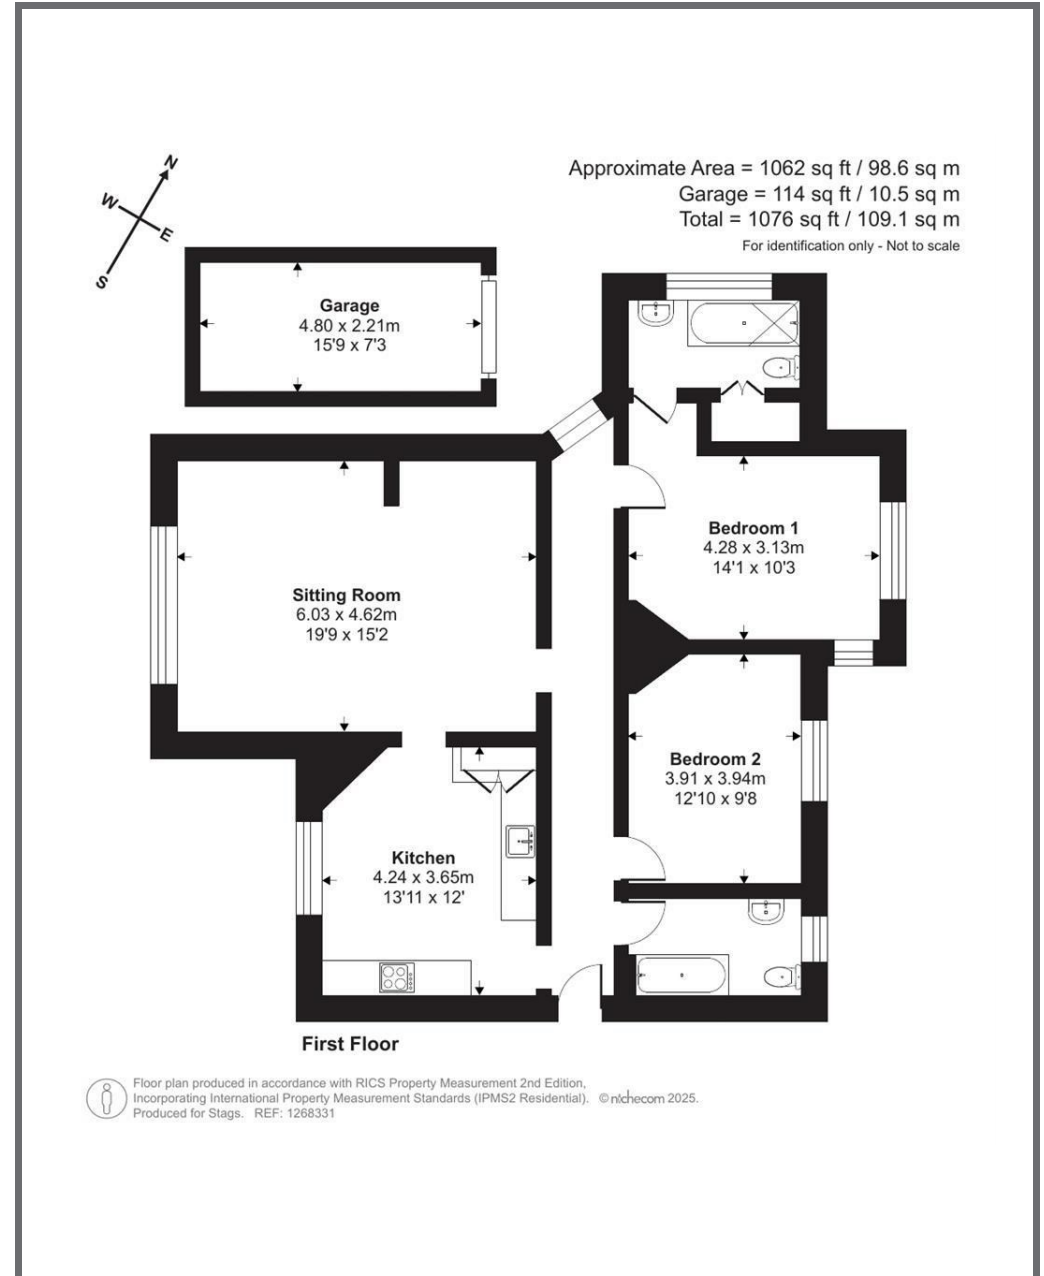 N
W
E
S
Approximate Area = 1062 sq ft / 98.6 sq m
Garage = 114 sq ft / 10.5 sq m
Total = 1076 sq ft / 109.1 sq m
For identification only - Not to scale
Garage
4.80 x 2.21m
15'9 x 7'3
Bedroom 1
4.28 x 3.13m
14'1 x 10'3
Sitting Room
6.03 x 4.62m
19'9 x 15'2
Bedroom 2
3.91 x 3.94m
12'10 x 9'8
Kitchen
4.24 x 3.65m
13'11 x 12'
First Floor
Floor plan produced in accordance with RICS Property Measurement 2nd Edition,
Incorporating International Property Measurement Standards (IPMS2 Residential). © nichecom 2025.
Produced for Stags. REF: 1268331